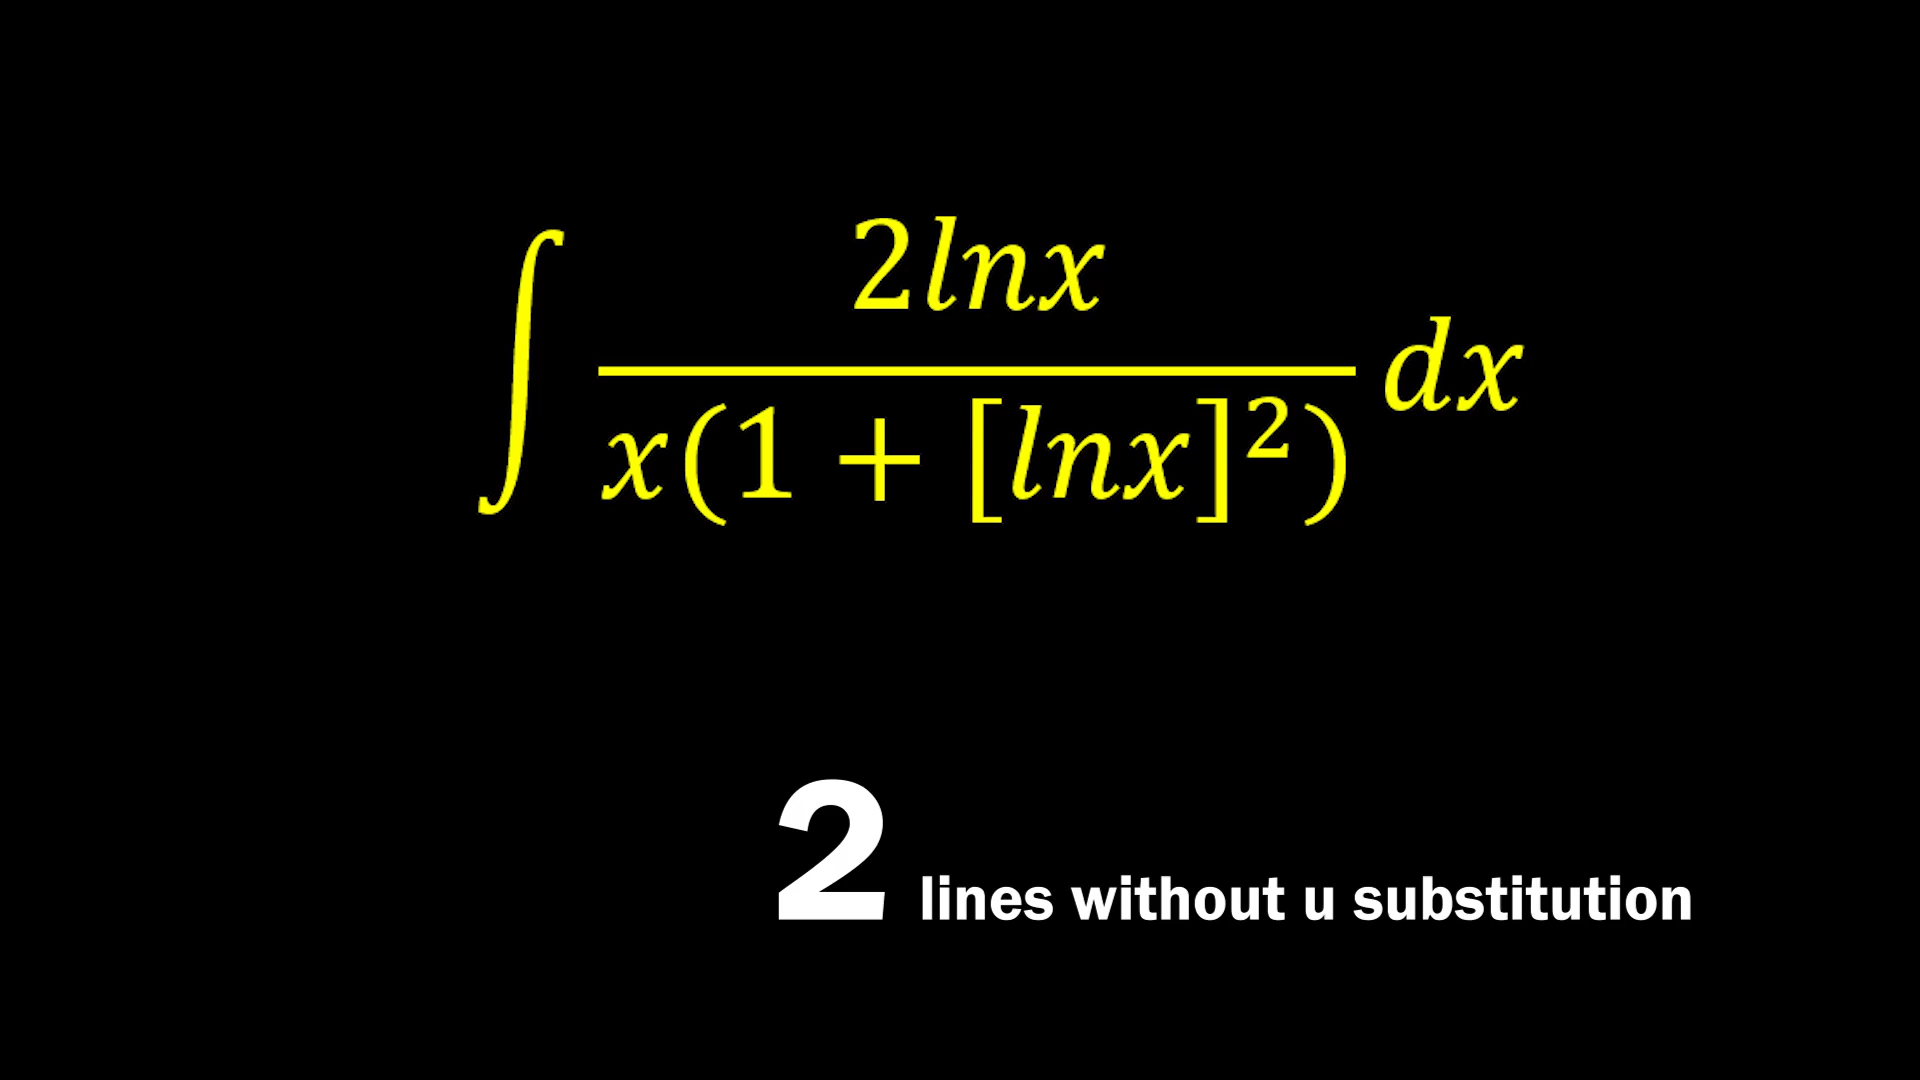 ∫ 2lnx / x(1 + [lnx]²) dx
2 lines without u substitution